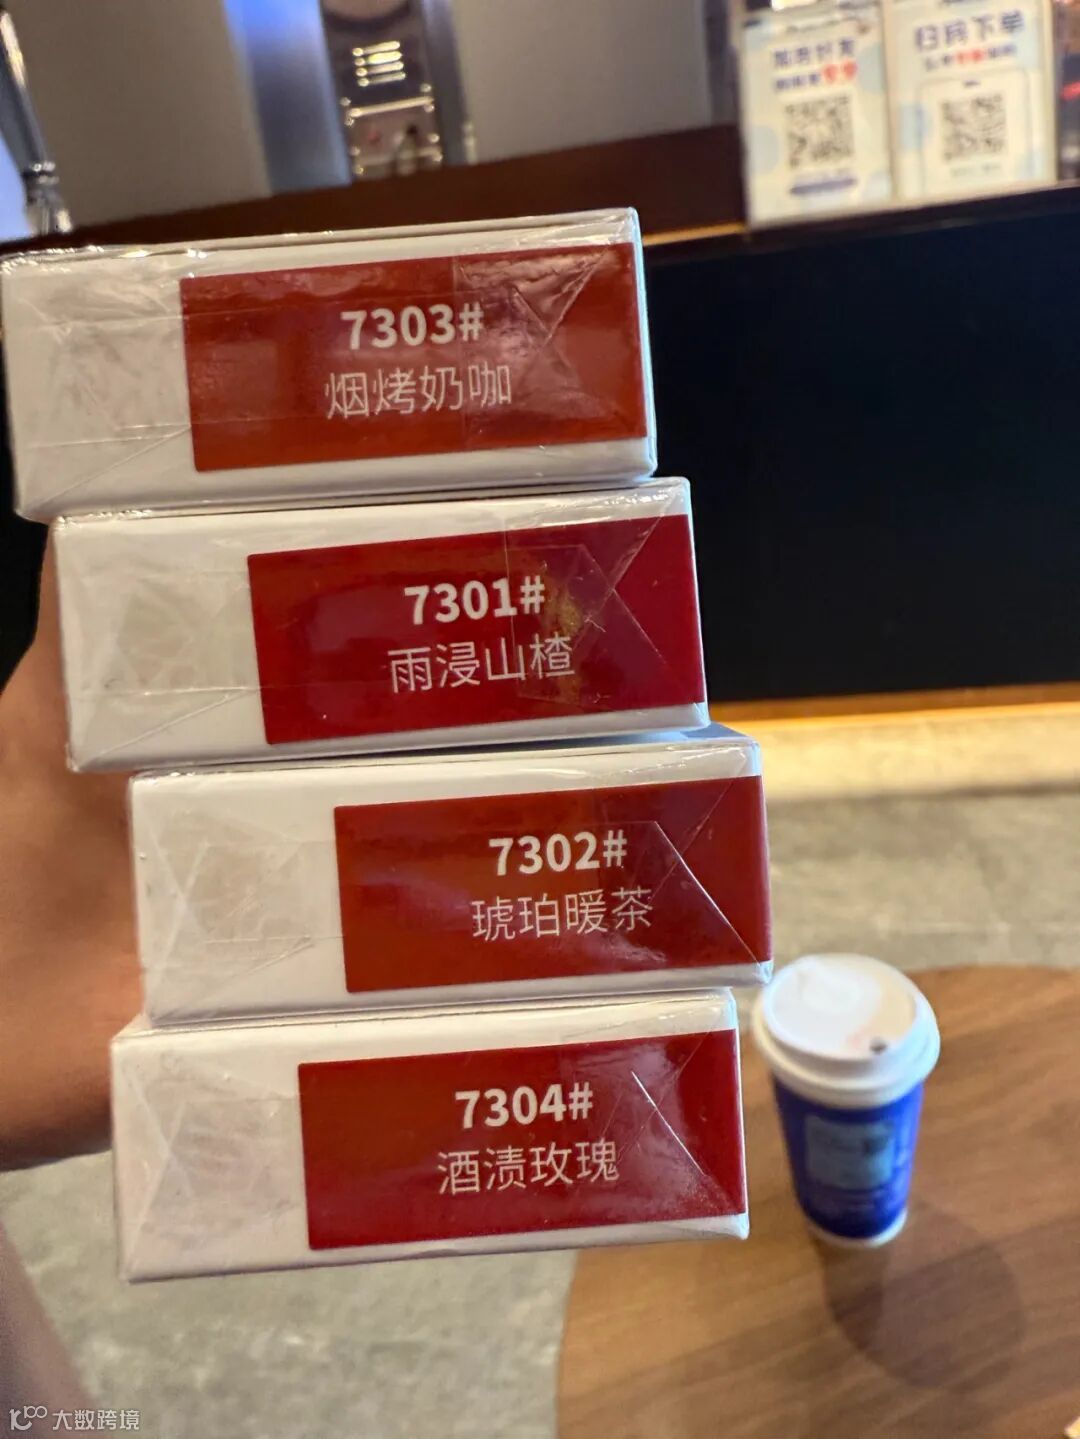 扫码下单
7303#
烟烤奶咖
7301#
雨浸山楂
7302#
琥珀暖茶
7304#
酒渍玫瑰
大数跨境